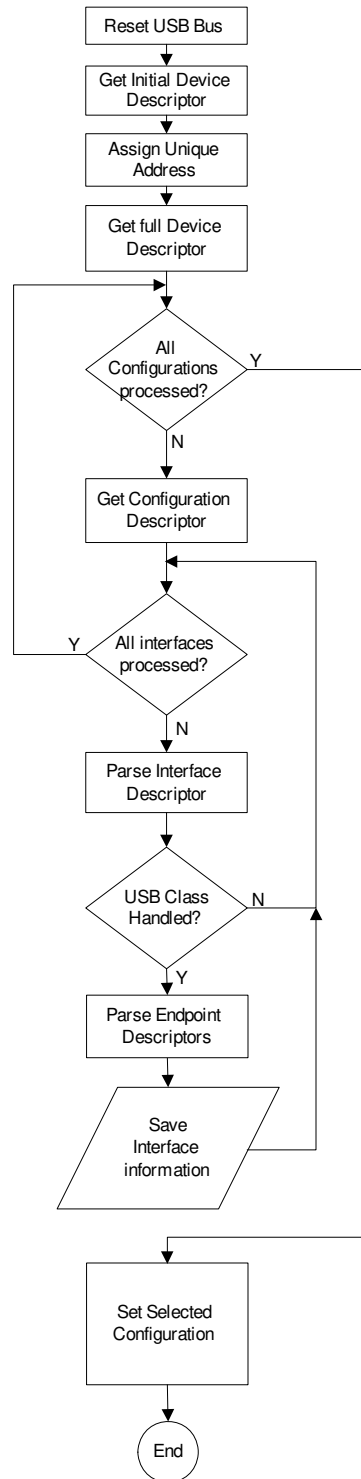 Reset USB Bus
Get Initial Device
Descriptor
Assign Unique
Address
Get full Device
Descriptor
All
Configurations
processed?
Y
N
Get Configuration
Descriptor
All interfaces
processed?
Y
N
Parse Interface
Descriptor
USB Class
Handled?
N
Y
Parse Endpoint
Descriptors
Save
Interface
information
Set Selected
Configuration
End